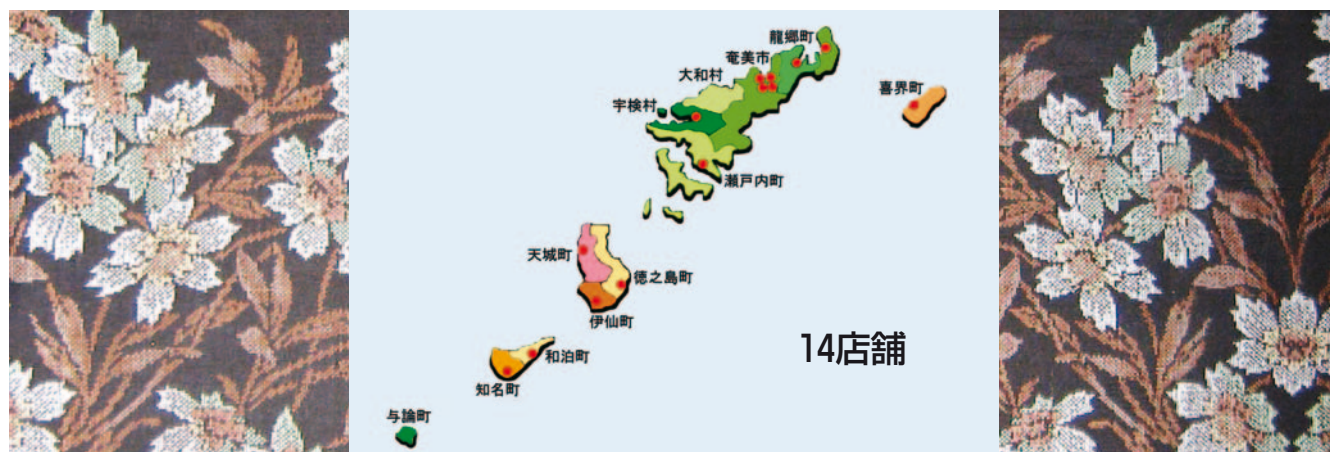 龍郷町
奄美市
大和村
喜界町
宇検村
瀬戸内町
天城町
徳之島町
伊仙町
14店舗
和泊町
知名町
与論町